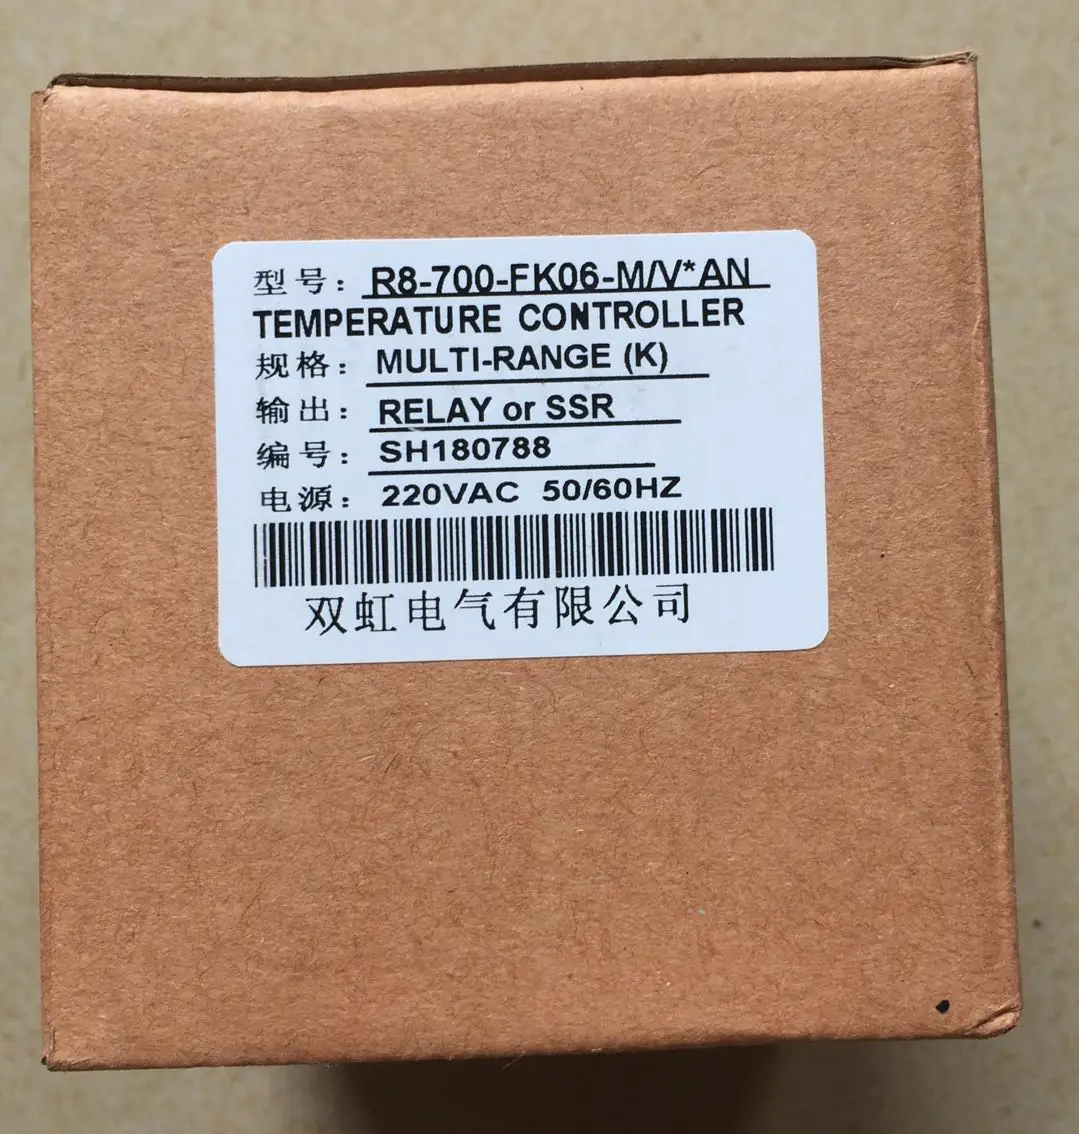 型号: R8-700-FK06-M/V*AN
TEMPERATURE CONTROLLER
规格: MULTI-RANGE (K)
输出: RELAY or SSR
编号: SH180788
电源: 220VAC 50/60HZ
双虹电气有限公司